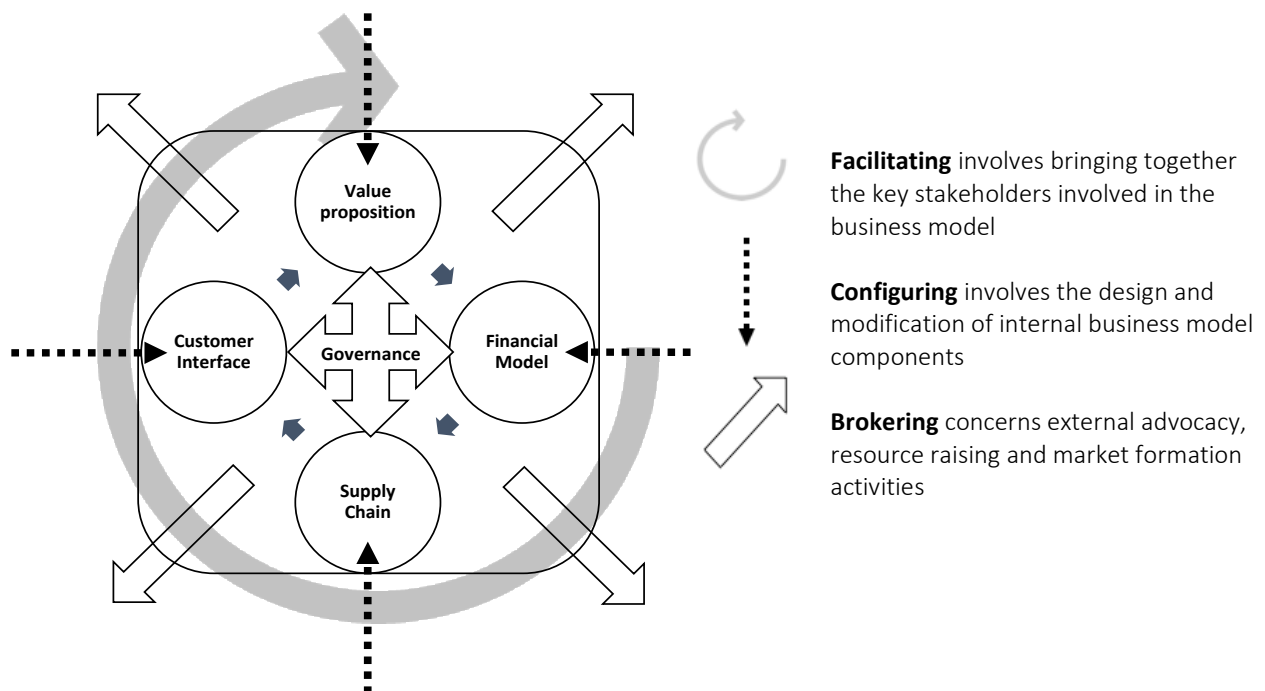 Value
proposition
Customer
Interface
Governance
Financial
Model
Supply
Chain
Facilitating involves bringing together
the key stakeholders involved in the
business model
Configuring involves the design and
modification of internal business model
components
Brokering concerns external advocacy,
resource raising and market formation
activities